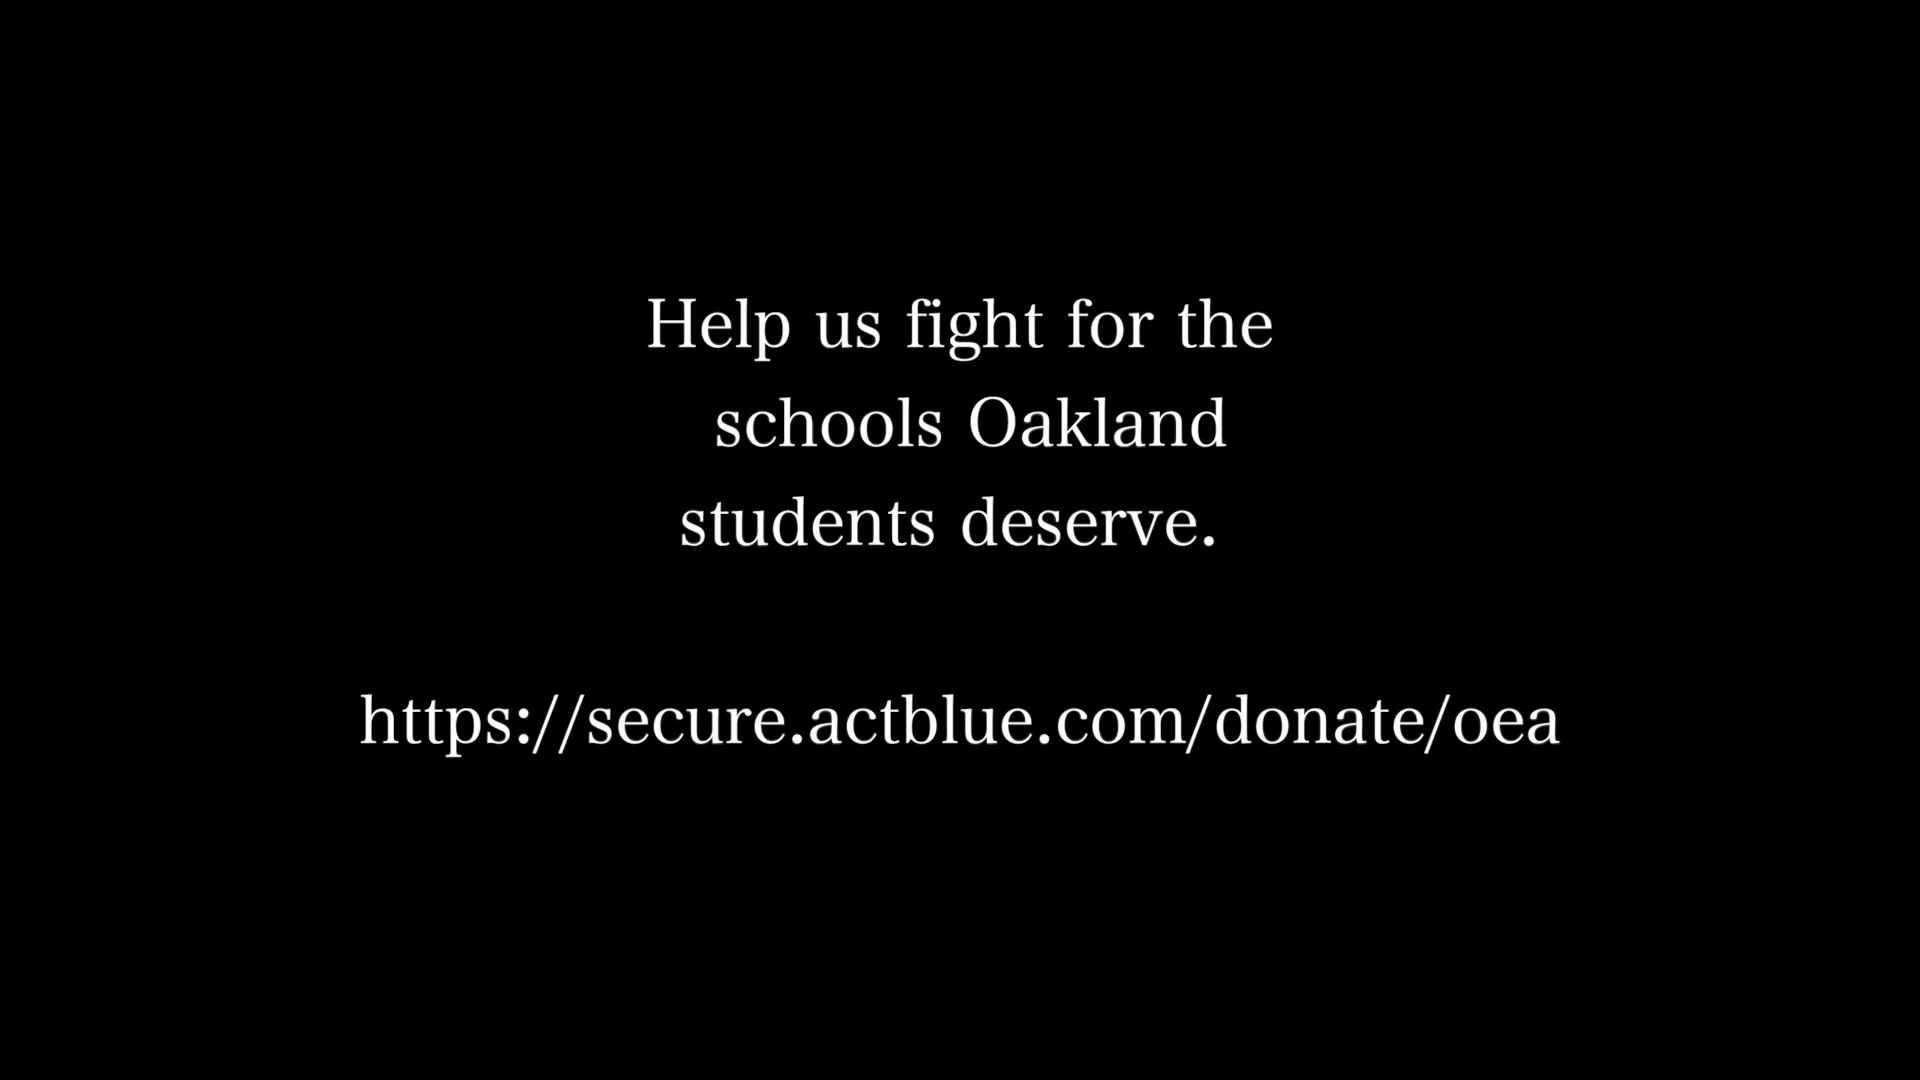 Help us fight for the
schools Oakland
students deserve.
https://secure.actblue.com/donate/oea